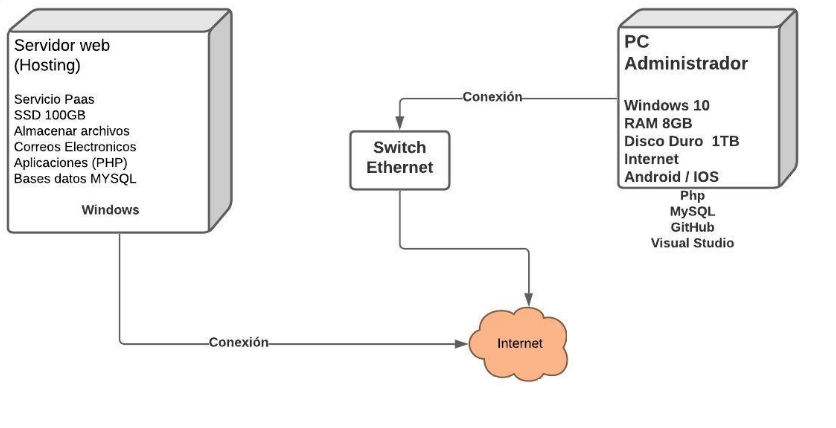 Servidor web
(Hosting)
Servicio Paas
SSD 100GB
Almacenar archivos
Correos Electronicos
Aplicaciones (PHP)
Bases datos MYSQL
Windows
Conexión
Switch
Ethernet
PC
Administrador
Windows 10
RAM 8GB
Disco Duro 1TB
Internet
Android / IOS
Php
MySQL
GitHub
Visual Studio
Conexión
Internet